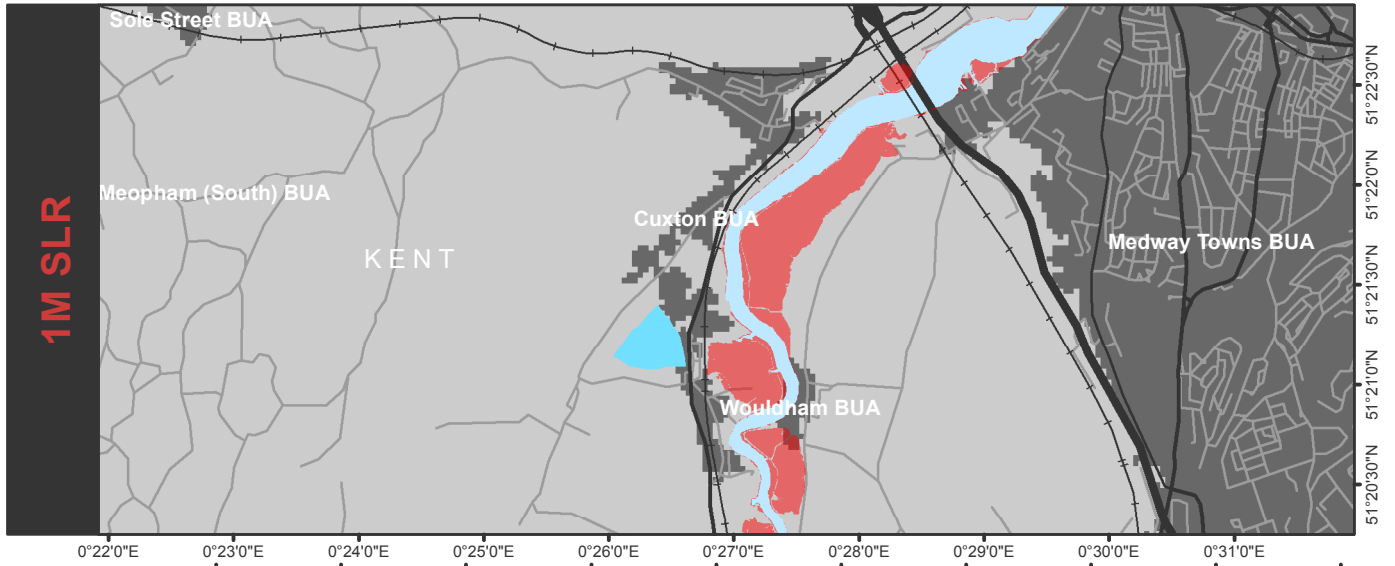 1M SLR
Sole Street BUA
Meopham (South) BUA
Cuxton BUA
KENT
Medway Towns BUA
Wouldham BUA
51°22'30"N
51°22'0"N
51°21'30"N
51°21'0"N
51°20'30"N
0°22'0"E
0°23'0"E
0°24'0"E
0°25'0"E
0°26'0"E
0°27'0"E
0°28'0"E
0°29'0"E
0°30'0"E
0°31'0"E